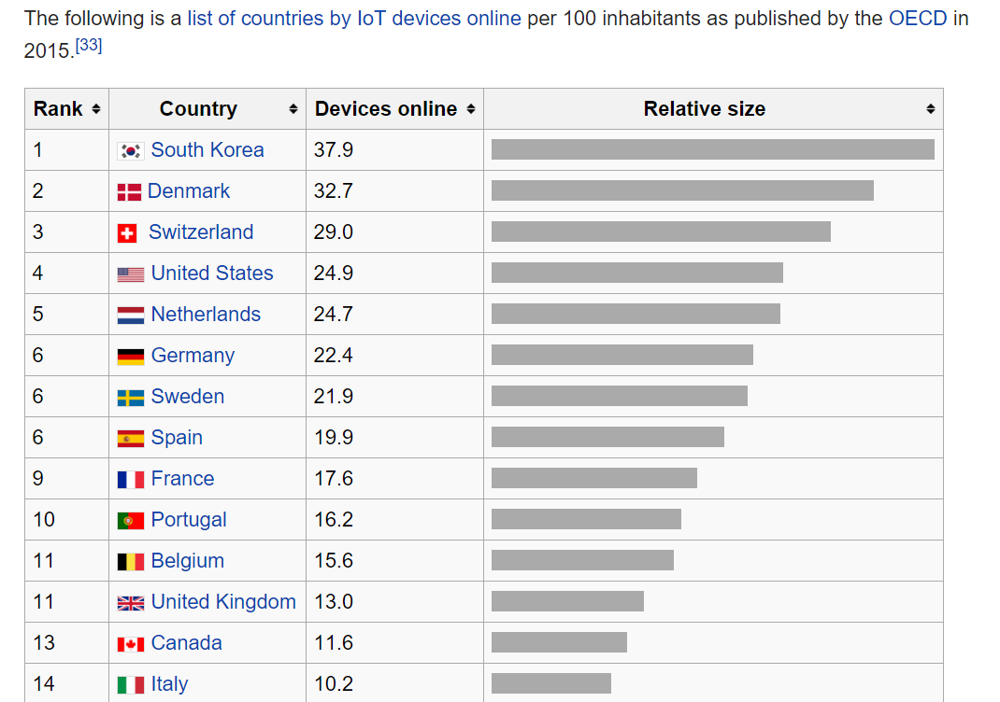 The following is a list of countries by IoT devices online per 100 inhabitants as published by the OECD in
2015.[33]
Rank Country Devices online Relative size
1 South Korea 37.9
2 Denmark 32.7
3 Switzerland 29.0
4 United States 24.9
5 Netherlands 24.7
6 Germany 22.4
6 Sweden 21.9
6 Spain 19.9
9 France 17.6
10 Portugal 16.2
11 Belgium 15.6
11 United Kingdom 13.0
13 Canada 11.6
14 Italy 10.2